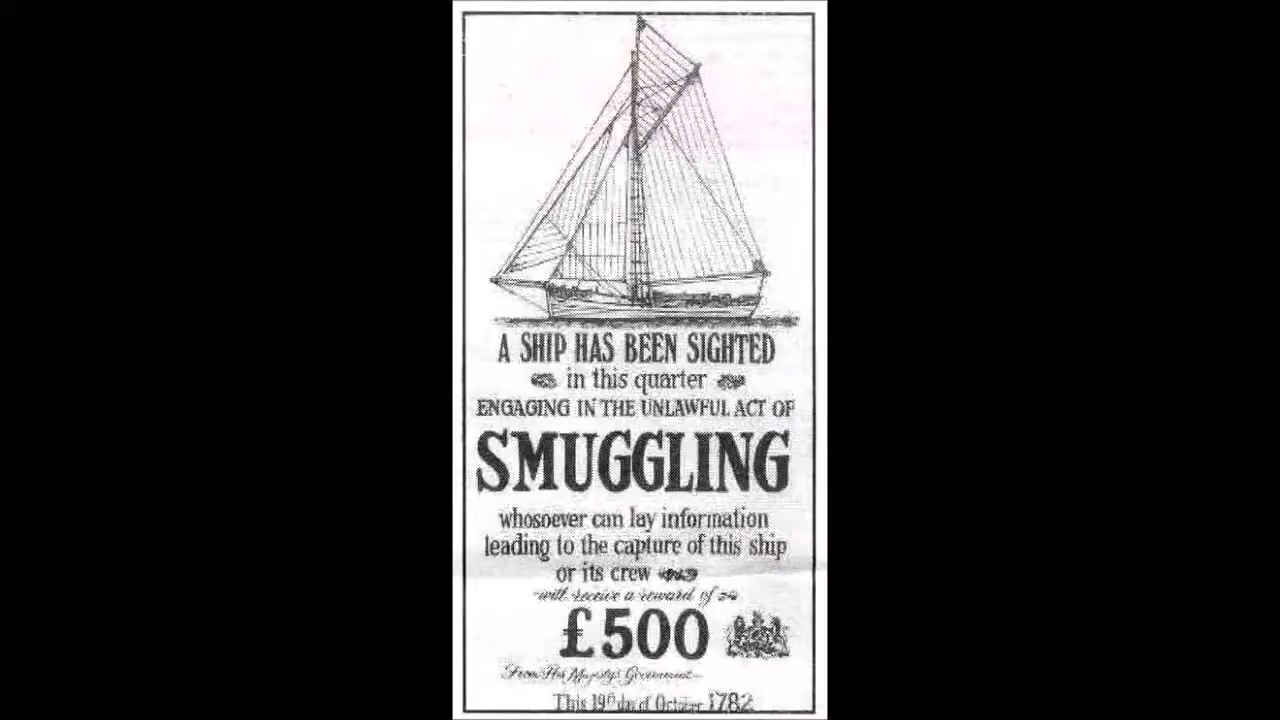 A SHIP HAS BEEN SIGHTED
in this quarter
ENGAGING IN THE UNLAWFUL ACT OF
SMUGGLING
whosoever can lay information
leading to the capture of this ship
or its crew
will receive a reward of
£500
From His Majesty's Government
This 19th day of October 1782